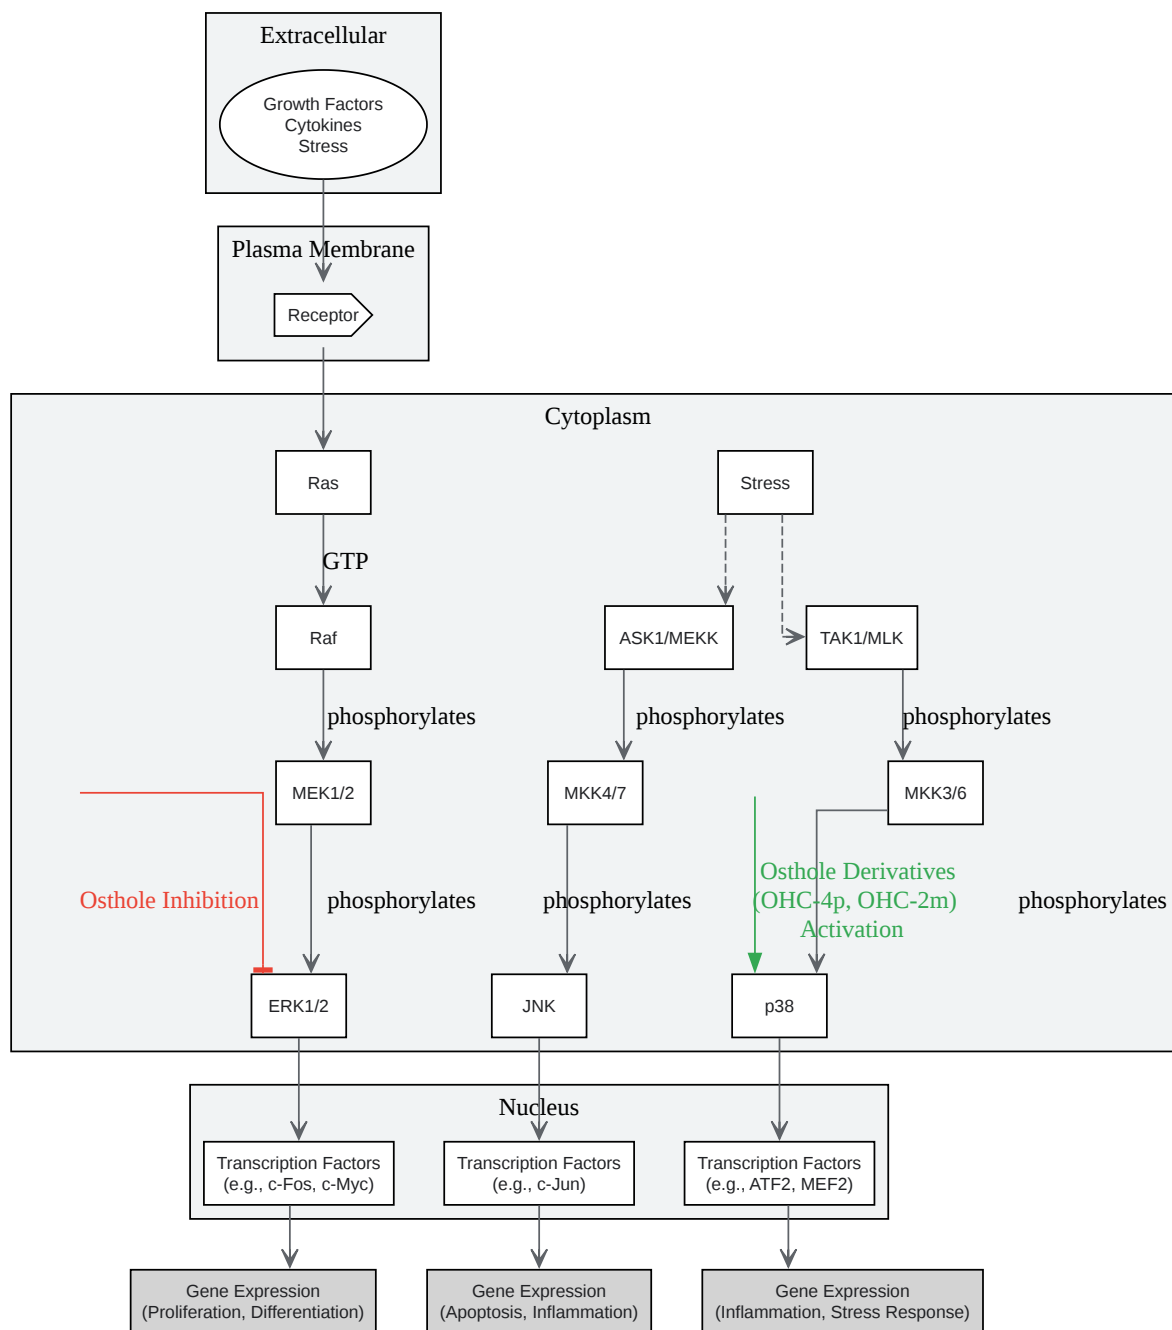 Extracellular
Growth Factors
Cytokines
Stress
Plasma Membrane
Receptor
Cytoplasm
Ras
Stress
GTP
Raf
ASK1/MEKK
TAK1/MLK
phosphorylates
phosphorylates
phosphorylates
MEK1/2
MKK4/7
MKK3/6
Osthole Inhibition
phosphorylates
phosphorylates
Osthole Derivatives
(OHC-4p, OHC-2m)
Activation
phosphorylates
ERK1/2
JNK
p38
Nucleus
Transcription Factors
(e.g., c-Fos, c-Myc)
Transcription Factors
(e.g., c-Jun)
Transcription Factors
(e.g., ATF2, MEF2)
Gene Expression
(Proliferation, Differentiation)
Gene Expression
(Apoptosis, Inflammation)
Gene Expression
(Inflammation, Stress Response)